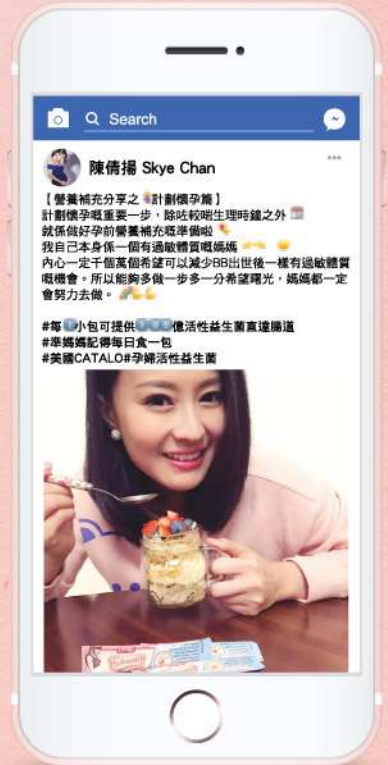 Search
陳倩揚 Skye Chan
【營養補充分享之🤰計劃懷孕篇】
計劃懷孕嘅重要一步，除咗較啱生理時鐘之外
就係做好孕前營養補充嘅準備啦
我自己本身係一個有過敏體質嘅媽媽
內心一定千個萬個希望可以減少BB出世後一樣有過敏體質
嘅機會。所以能夠多做一步多一分希望曙光，媽媽都一定
會努力去做。
#每1️⃣小包可提供1️⃣0️⃣0️⃣億活性益生菌直達腸道
#準媽媽記得每日食一包
#美國CATALO#孕婦活性益生菌